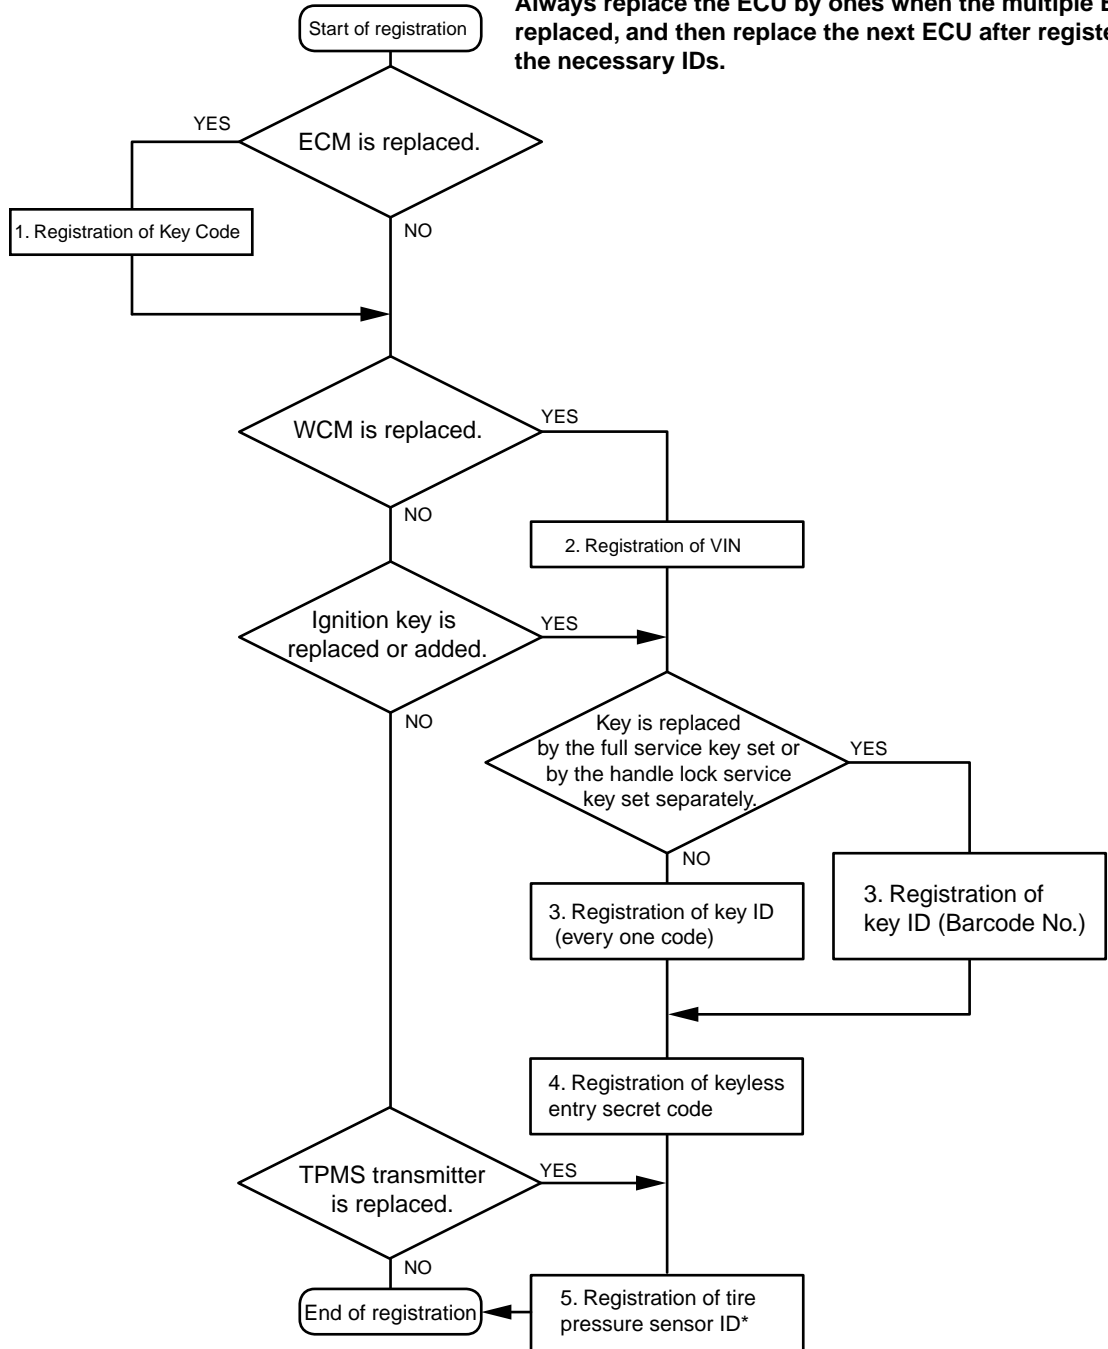 Always replace the ECU by ones when the multiple
replaced, and then replace the next ECU after
the necessary IDs.
Start of registration
YES
ECM is replaced.
1. Registration of Key Code
NO
WCM is replaced.
YES
NO
2. Registration of VIN
Ignition key is
replaced or added.
YES
NO
Key is replaced
by the full service key set or
by the handle lock service
key set separately.
YES
NO
3. Registration of key ID
(every one code)
3. Registration of
key ID (Barcode No.)
4. Registration of keyless
entry secret code
TPMS transmitter
is replaced.
YES
NO
End of registration
5. Registration of tire
pressure sensor ID*